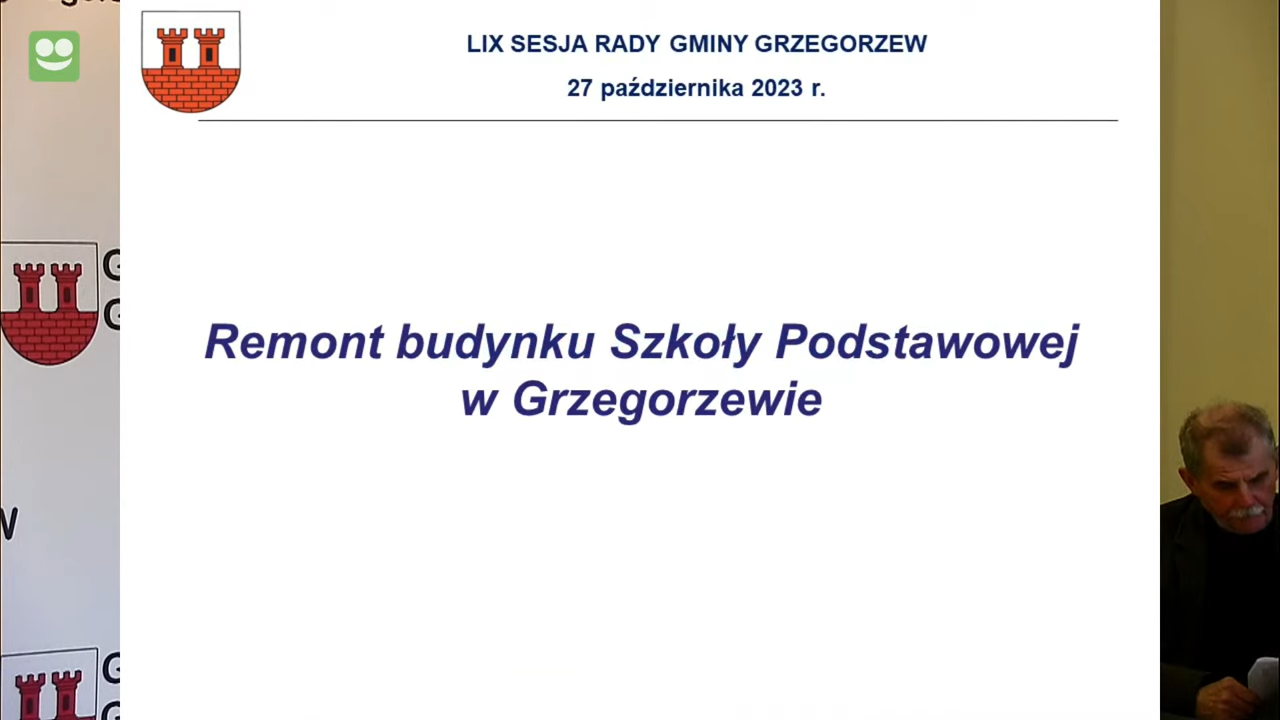 LIX SESJA RADY GMINY GRZEGORZEW
27 października 2023 r.
Remont budynku Szkoły Podstawowej
w Grzegorzewie
G
G
W
G
G